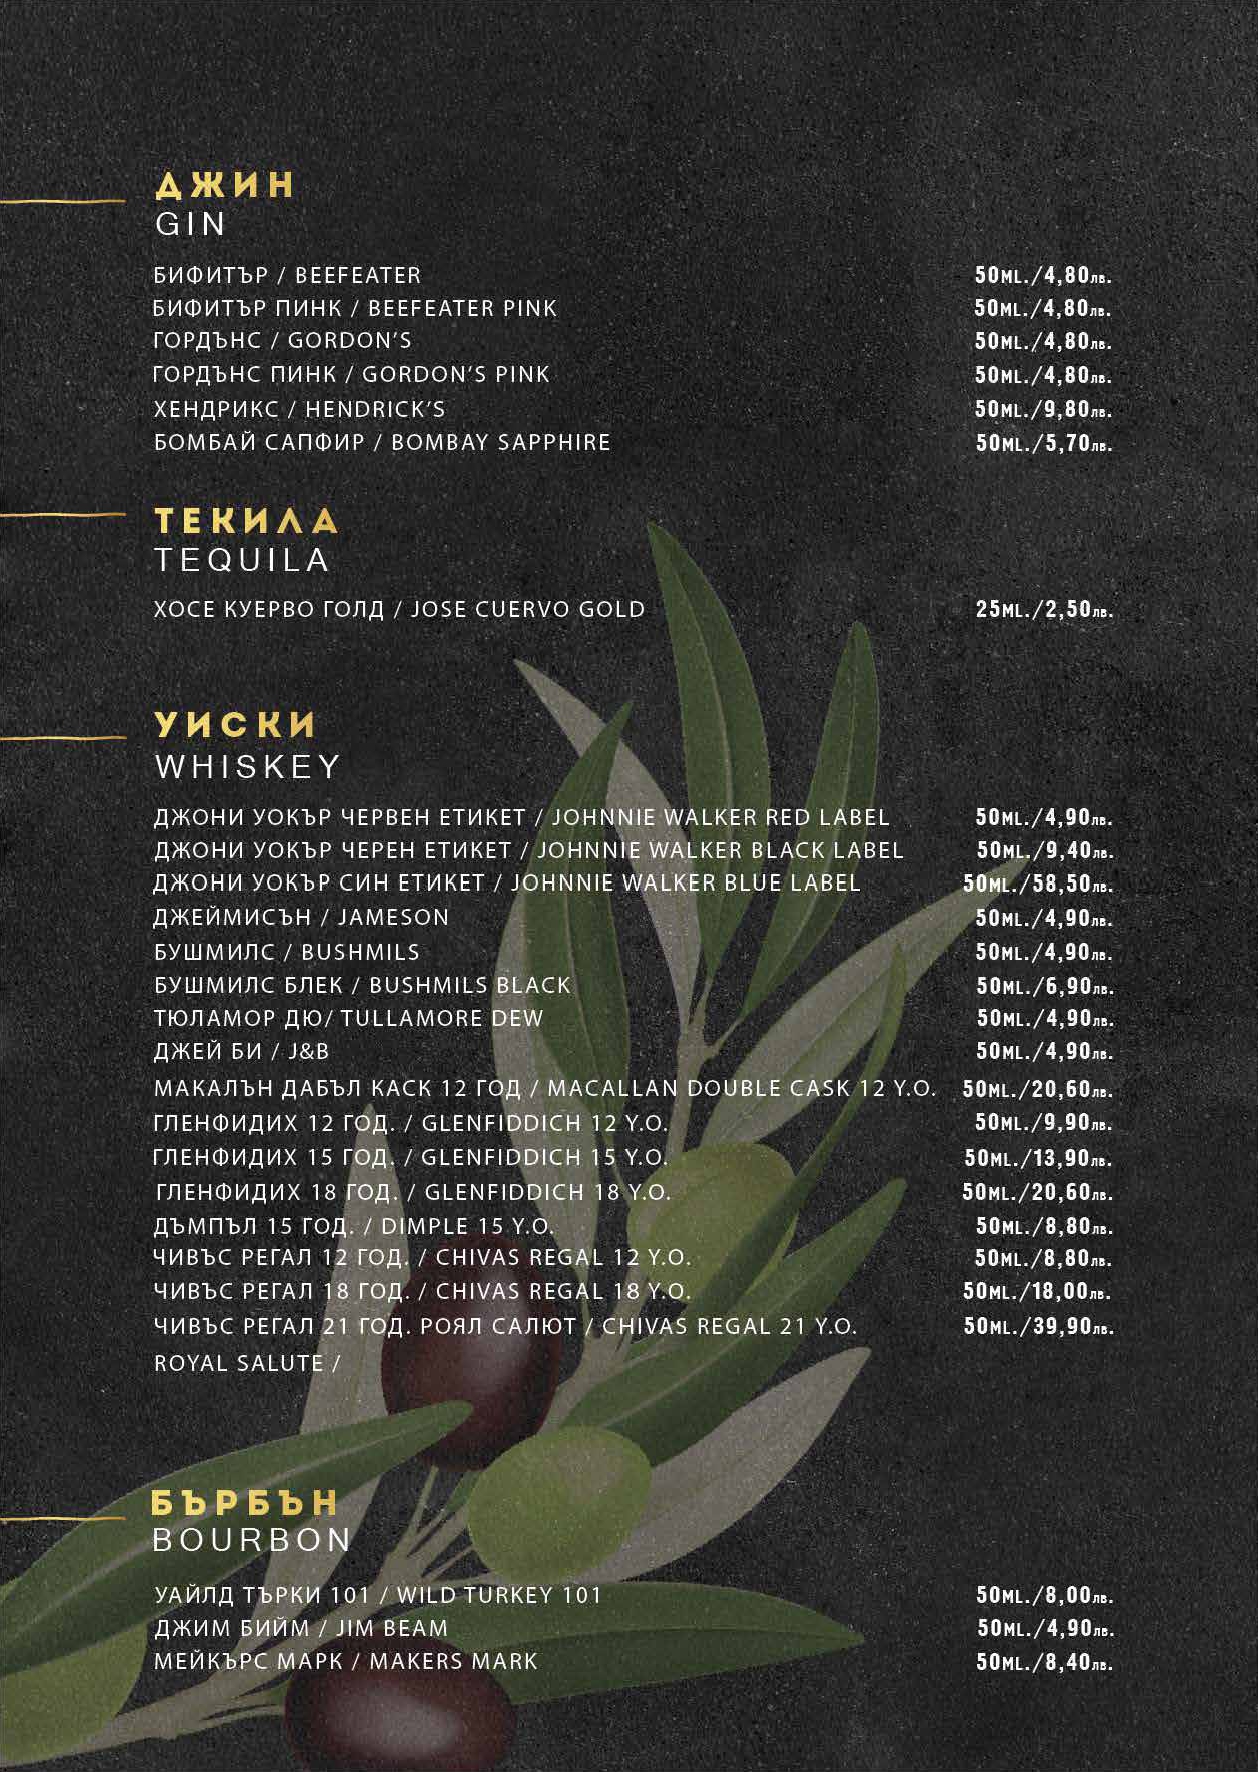 ДЖИН
GIN
БИФИТЪР / BEEFEATER 50ML./4,80лв.
БИФИТЪР ПИНК / BEEFEATER PINK 50ML./4,80лв.
ГОРДЪНС / GORDON'S 50ML./4,80лв.
ГОРДЪНС ПИНК / GORDON'S PINK 50ML./4,80лв.
ХЕНДРИКС / HENDRICK'S 50ML./9,80лв.
БОМБАЙ САПФИР / BOMBAY SAPPHIRE 50ML./5,70лв.
ТЕКИЛА
TEQUILA
ХОСЕ КУЕРВО ГОЛД / JOSE CUERVO GOLD 25ML./2,50лв.
УИСКИ
WHISKEY
ДЖОНИ УОКЪР ЧЕРВЕН ЕТИКЕТ / JOHNNIE WALKER RED LABEL 50ML./4,90лв.
ДЖОНИ УОКЪР ЧЕРЕН ЕТИКЕТ / JOHNNIE WALKER BLACK LABEL 50ML./9,40лв.
ДЖОНИ УОКЪР СИН ЕТИКЕТ / JOHNNIE WALKER BLUE LABEL 50ML./58,50лв.
ДЖЕЙМИСЪН / JAMESON 50ML./4,90лв.
БУШМИЛС / BUSHMILS 50ML./4,90лв.
БУШМИЛС БЛЕК / BUSHMILS BLACK 50ML./6,90лв.
ТЮЛАМОР ДЮ/ TULLAMORE DEW 50ML./4,90лв.
ДЖЕЙ БИ / J&B 50ML./4,90лв.
МАКАЛЪН ДАБЪЛ КАСК 12 ГОД / MACALLAN DOUBLE CASK 12 Y.O. 50ML./20,60лв.
ГЛЕНФИДИХ 12 ГОД. / GLENFIDDICH 12 Y.O. 50ML./9,90лв.
ГЛЕНФИДИХ 15 ГОД. / GLENFIDDICH 15 Y.O. 50ML./13,90лв.
ГЛЕНФИДИХ 18 ГОД. / GLENFIDDICH 18 Y.O. 50ML./20,60лв.
ДЪМПЪЛ 15 ГОД. / DIMPLE 15 Y.O. 50ML./8,80лв.
ЧИВЪС РЕГАЛ 12 ГОД. / CHIVAS REGAL 12 Y.O. 50ML./8,80лв.
ЧИВЪС РЕГАЛ 18 ГОД. / CHIVAS REGAL 18 Y.O. 50ML./18,00лв.
ЧИВЪС РЕГАЛ 21 ГОД. РОЯЛ САЛЮТ / CHIVAS REGAL 21 Y.O. 50ML./39,90лв.
ROYAL SALUTE /
БЪРБЪН
BOURBON
УАЙЛД ТЪРКИ 101 / WILD TURKEY 101 50ML./8,00лв.
ДЖИМ БИЙМ / JIM BEAM 50ML./4,90лв.
МЕЙКЪРС МАРК / MAKERS MARK 50ML./8,40лв.